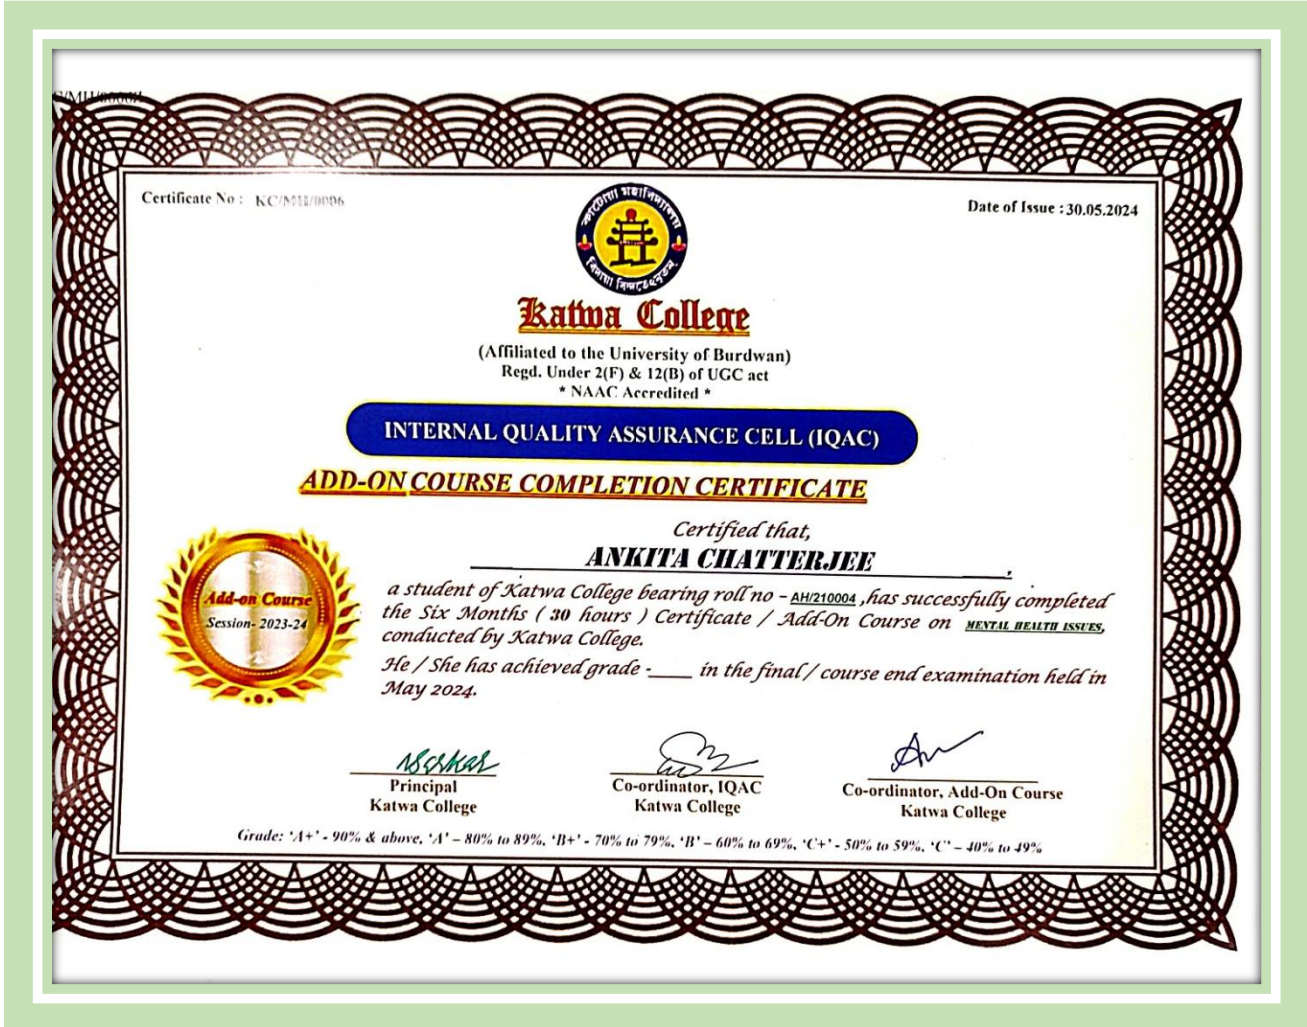 Certificate No : KC/MH/0006
Date of Issue : 30.05.2024
কাটোয়া মহাবিদ্যালয়
Katwa College
(Affiliated to the University of Burdwan)
Regd. Under 2(F) & 12(B) of UGC act
* NAAC Accredited *
INTERNAL QUALITY ASSURANCE CELL (IQAC)
ADD-ON COURSE COMPLETION CERTIFICATE
Certified that,
ANKITA CHATTERJEE,
a student of Katwa College bearing roll no - AH/210004 ,has successfully completed
the Six Months ( 30 hours ) Certificate / Add-On Course on MENTAL HEALTH ISSUES,
conducted by Katwa College.
He / She has achieved grade -____ in the final / course end examination held in
May 2024.
Add-on Course
Session- 2023-24
Principal
Katwa College
Co-ordinator, IQAC
Katwa College
Co-ordinator, Add-On Course
Katwa College
Grade: 'A+' - 90% & above, 'A' – 80% to 89%, 'B+' - 70% to 79%, 'B' – 60% to 69%, 'C+' - 50% to 59%, 'C' – 40% to 49%